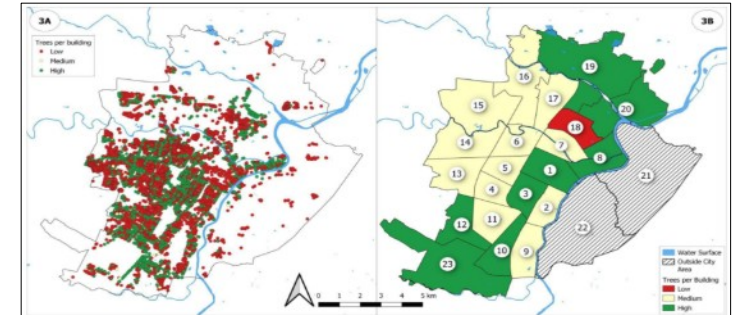 3A
Trees per building
Low
Medium
High
0 1 2 3 4 5 km
3B
19
16
17
15
20
18
6
7
14
8
5
1
13
21
4
3
2
11
12
22
10
9
23
Water Surface
Outside City
Area
Trees per Building
Low
Medium
High